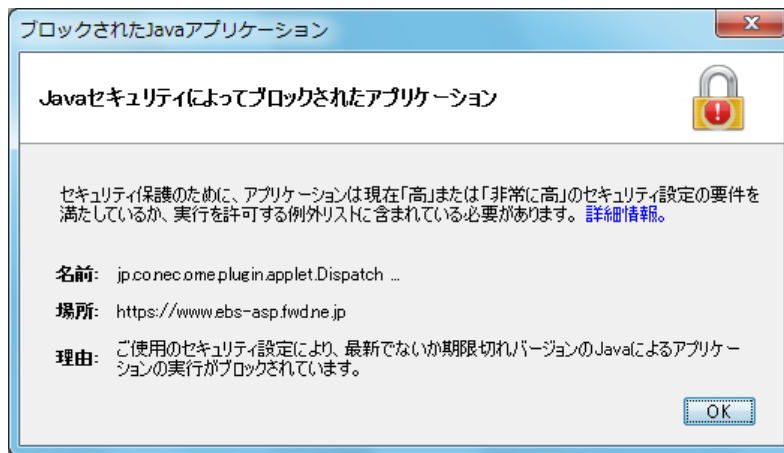 ブロックされたJavaアプリケーション
Javaセキュリティによってブロックされたアプリケーション
セキュリティ保護のために、アプリケーションは現在「高」または「非常に高」のセキュリティ設定の要件を
満たしているか、実行を許可する例外リストに含まれている必要があります。詳細情報。
名前: jp.co.nec.ome.plugin.applet.Dispatch ...
場所: https://www.ebs-asp.fwd.ne.jp
理由: ご使用のセキュリティ設定により、最新でないか期限切れバージョンのJavaによるアプリケー
ションの実行がブロックされています。
OK